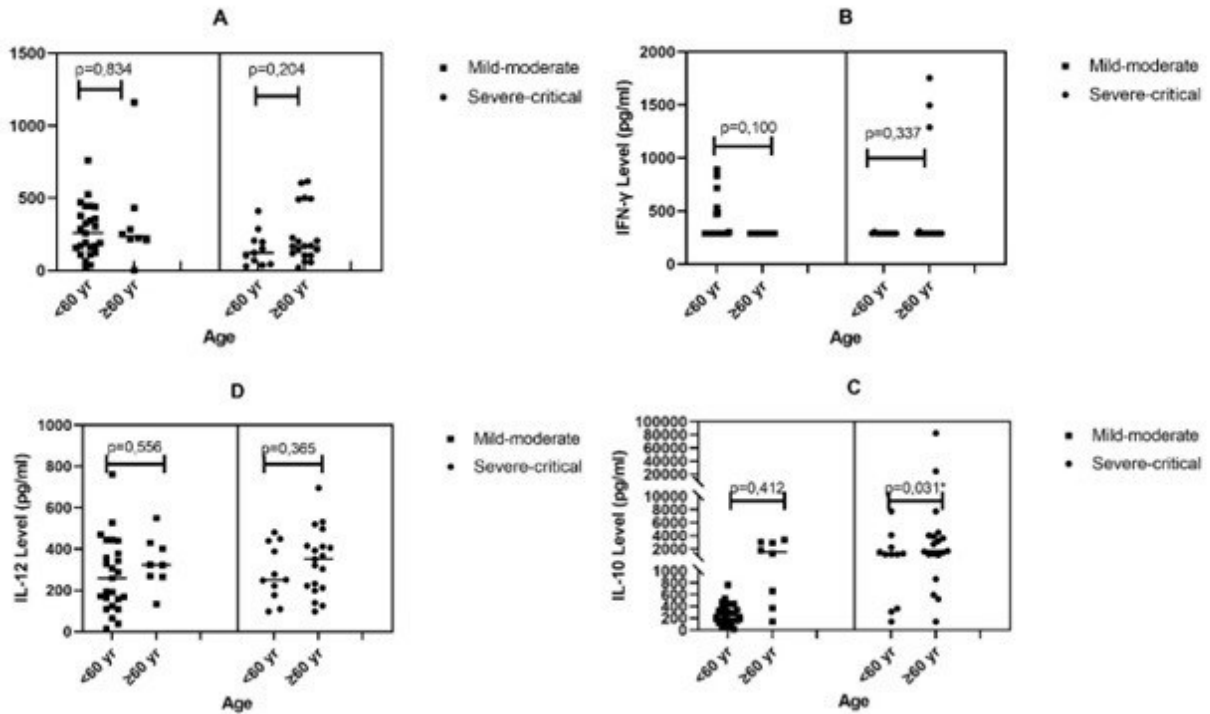 A
1500
1000
500
0
p=0,834
p=0,204
<60 yr
≥60 yr
<60 yr
≥60 yr
Age
Mild-moderate
Severe-critical
B
IFN-γ Level (pg/ml)
2000
1500
1000
500
0
p=0,100
p=0,337
<60 yr
≥60 yr
<60 yr
≥60 yr
Age
Mild-moderate
Severe-critical
D
IL-12 Level (pg/ml)
1000
800
600
400
200
0
p=0,556
p=0,365
<60 yr
≥60 yr
<60 yr
≥60 yr
Age
Mild-moderate
Severe-critical
C
IL-10 Level (pg/ml)
100000
80000
60000
40000
20000
10000
8000
6000
4000
2000
1000
800
600
400
200
0
p=0,412
p=0,031*
<60 yr
≥60 yr
<60 yr
≥60 yr
Age
Mild-moderate
Severe-critical